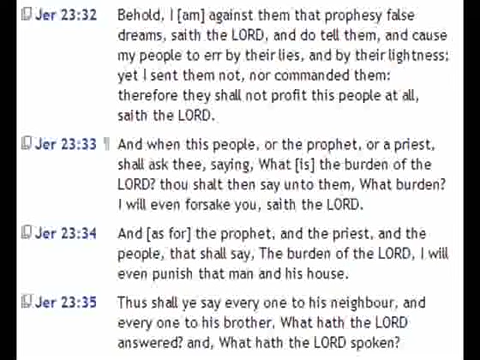 Jer 23:32 Behold, I [am] against them that prophesy false
dreams, saith the LORD, and do tell them, and cause
my people to err by their lies, and by their lightness;
yet I sent them not, nor commanded them:
therefore they shall not profit this people at all,
saith the LORD.
Jer 23:33 ¶ And when this people, or the prophet, or a priest,
shall ask thee, saying, What [is] the burden of the
LORD? thou shalt then say unto them, What burden?
I will even forsake you, saith the LORD.
Jer 23:34 And [as for] the prophet, and the priest, and the
people, that shall say, The burden of the LORD, I will
even punish that man and his house.
Jer 23:35 Thus shall ye say every one to his neighbour, and
every one to his brother, What hath the LORD
answered? and, What hath the LORD spoken?